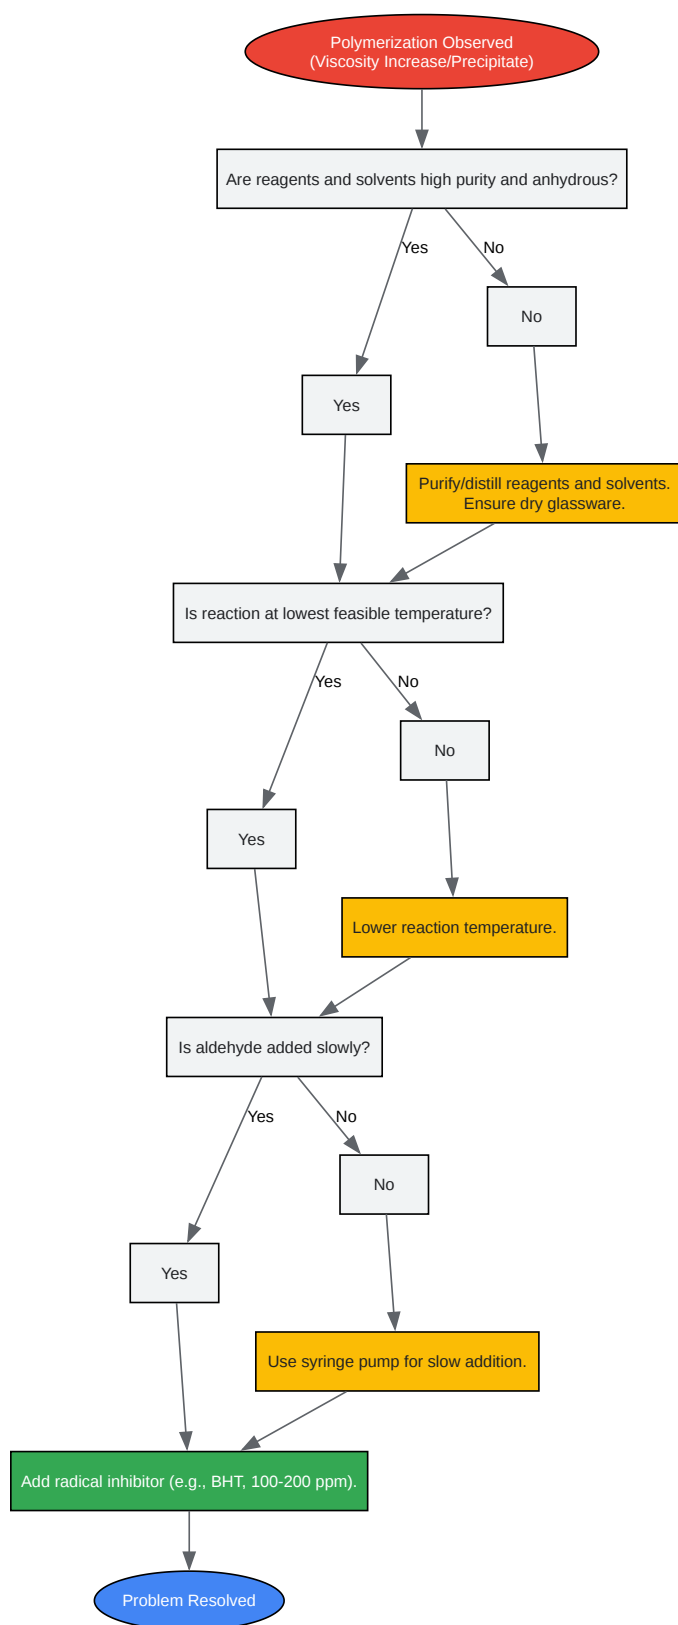 Polymerization Observed
(Viscosity Increase/Precipitate)
Are reagents and solvents high purity and anhydrous?
Yes
No
No
Yes
Purify/distill reagents and solvents.
Ensure dry glassware.
Is reaction at lowest feasible temperature?
Yes
No
No
Yes
Lower reaction temperature.
Is aldehyde added slowly?
Yes
No
No
Yes
Use syringe pump for slow addition.
Add radical inhibitor (e.g., BHT, 100-200 ppm).
Problem Resolved